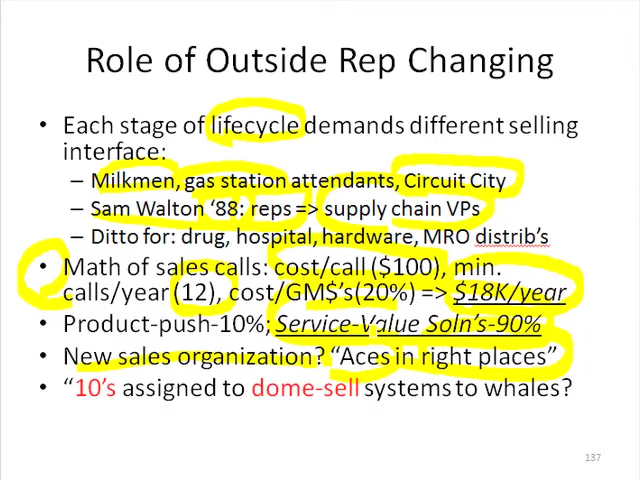 Role of Outside Rep Changing
• Each stage of lifecycle demands different selling
interface:
– Milkmen, gas station attendants, Circuit City
– Sam Walton ‘88: reps => supply chain VPs
– Ditto for: drug, hospital, hardware, MRO distrib’s
• Math of sales calls: cost/call ($100), min.
calls/year (12), cost/GM$’s(20%) => $18K/year
• Product-push-10%; Service-Value Soln’s-90%
• New sales organization? “Aces in right places”
• “10’s assigned to dome-sell systems to whales?
137